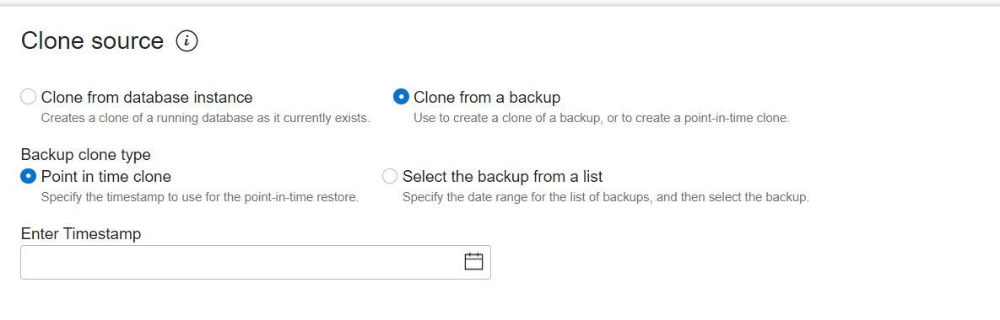 Clone source
Clone from database instance
Creates a clone of a running database as it currently exists.
Clone from a backup
Use to create a clone of a backup, or to create a point-in-time clone.
Backup clone type
Point in time clone
Specify the timestamp to use for the point-in-time restore.
Select the backup from a list
Specify the date range for the list of backups, and then select the backup.
Enter Timestamp